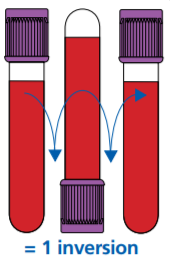 = 1 inversion